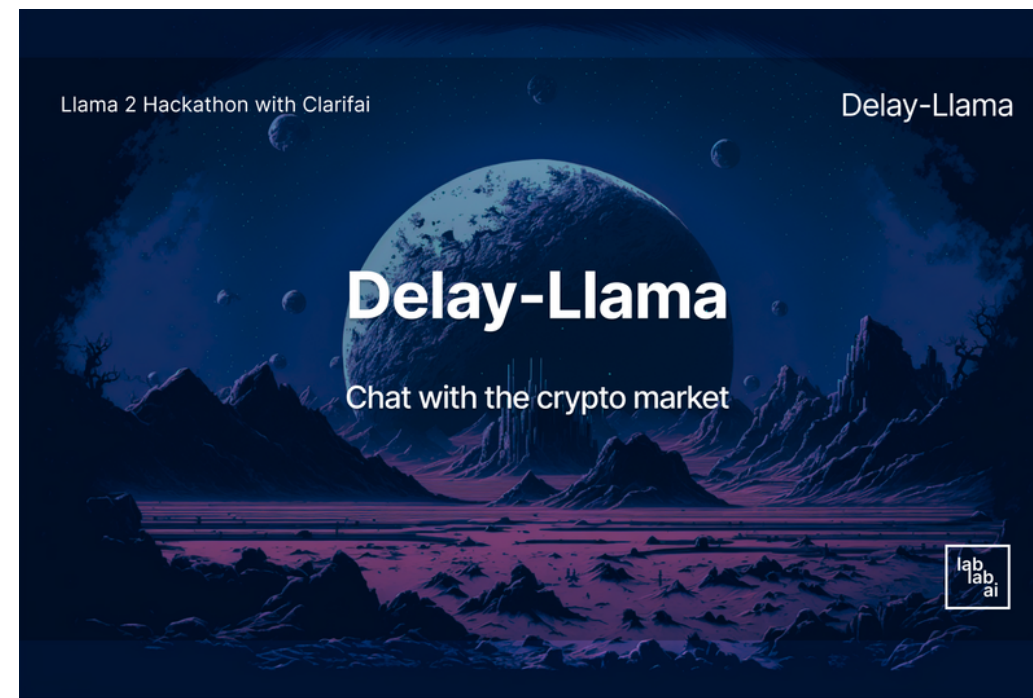 Llama 2 Hackathon with Clarifai
Delay-Llama
Delay-Llama
Chat with the crypto market
lab
lab
ai